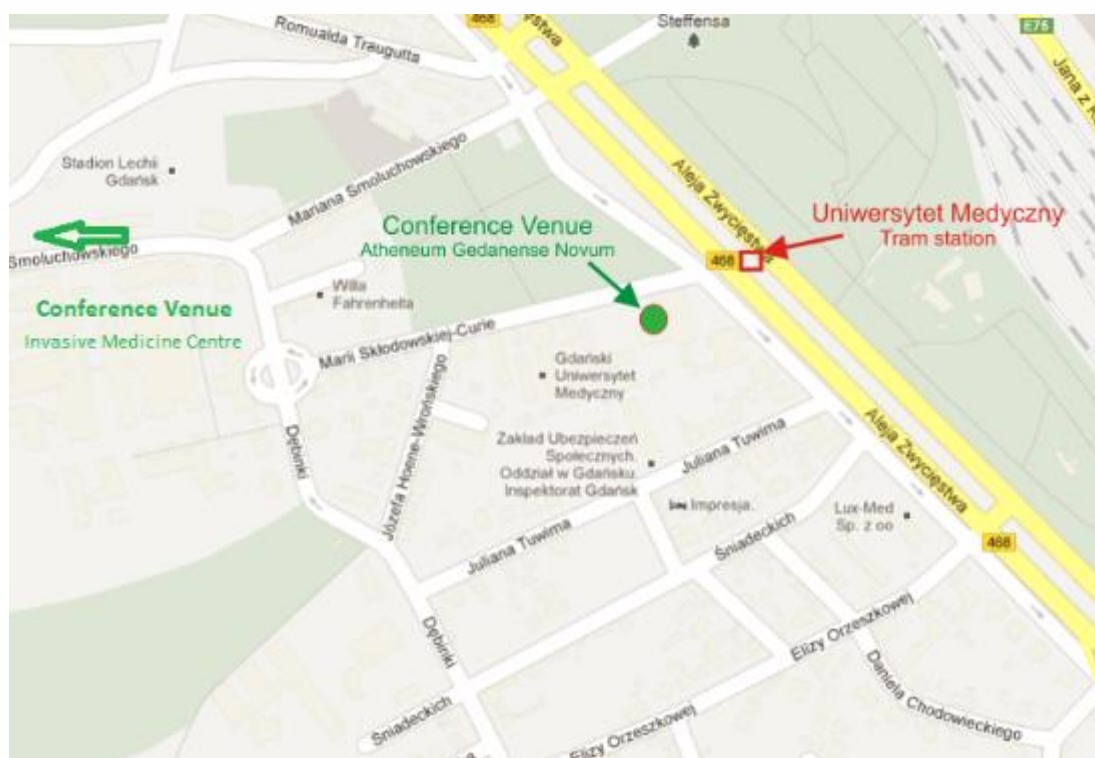 468
Steffensa
E75
Romualda Traugutta
Jana z K
Stadion Lechii
Gdańsk
Mariana Smoluchowskiego
Aleja Zwycięstwa
Uniwersytet Medyczny
Tram station
Conference Venue
Atheneum Gedanense Novum
468
Smoluchowskiego
Willa
Fahrenheita
Conference Venue
Invasive Medicine Centre
Marii Skłodowskiej-Curie
Gdański
Uniwersytet
Medyczny
Józefa Hoene-Wrońskiego
Dębinki
Zakład Ubezpieczeń
Społecznych.
Oddział w Gdańsku.
Inspektorat Gdańsk
Juliana Tuwima
Aleja Zwycięstwa
Impresja.
Lux-Med
Sp. z oo
Śniadeckich
468
Juliana Tuwima
Elizy Orzeszkowej
Dębinki
Daniela Chodowieckiego
Śniadeckich
Elizy Orzeszkowej